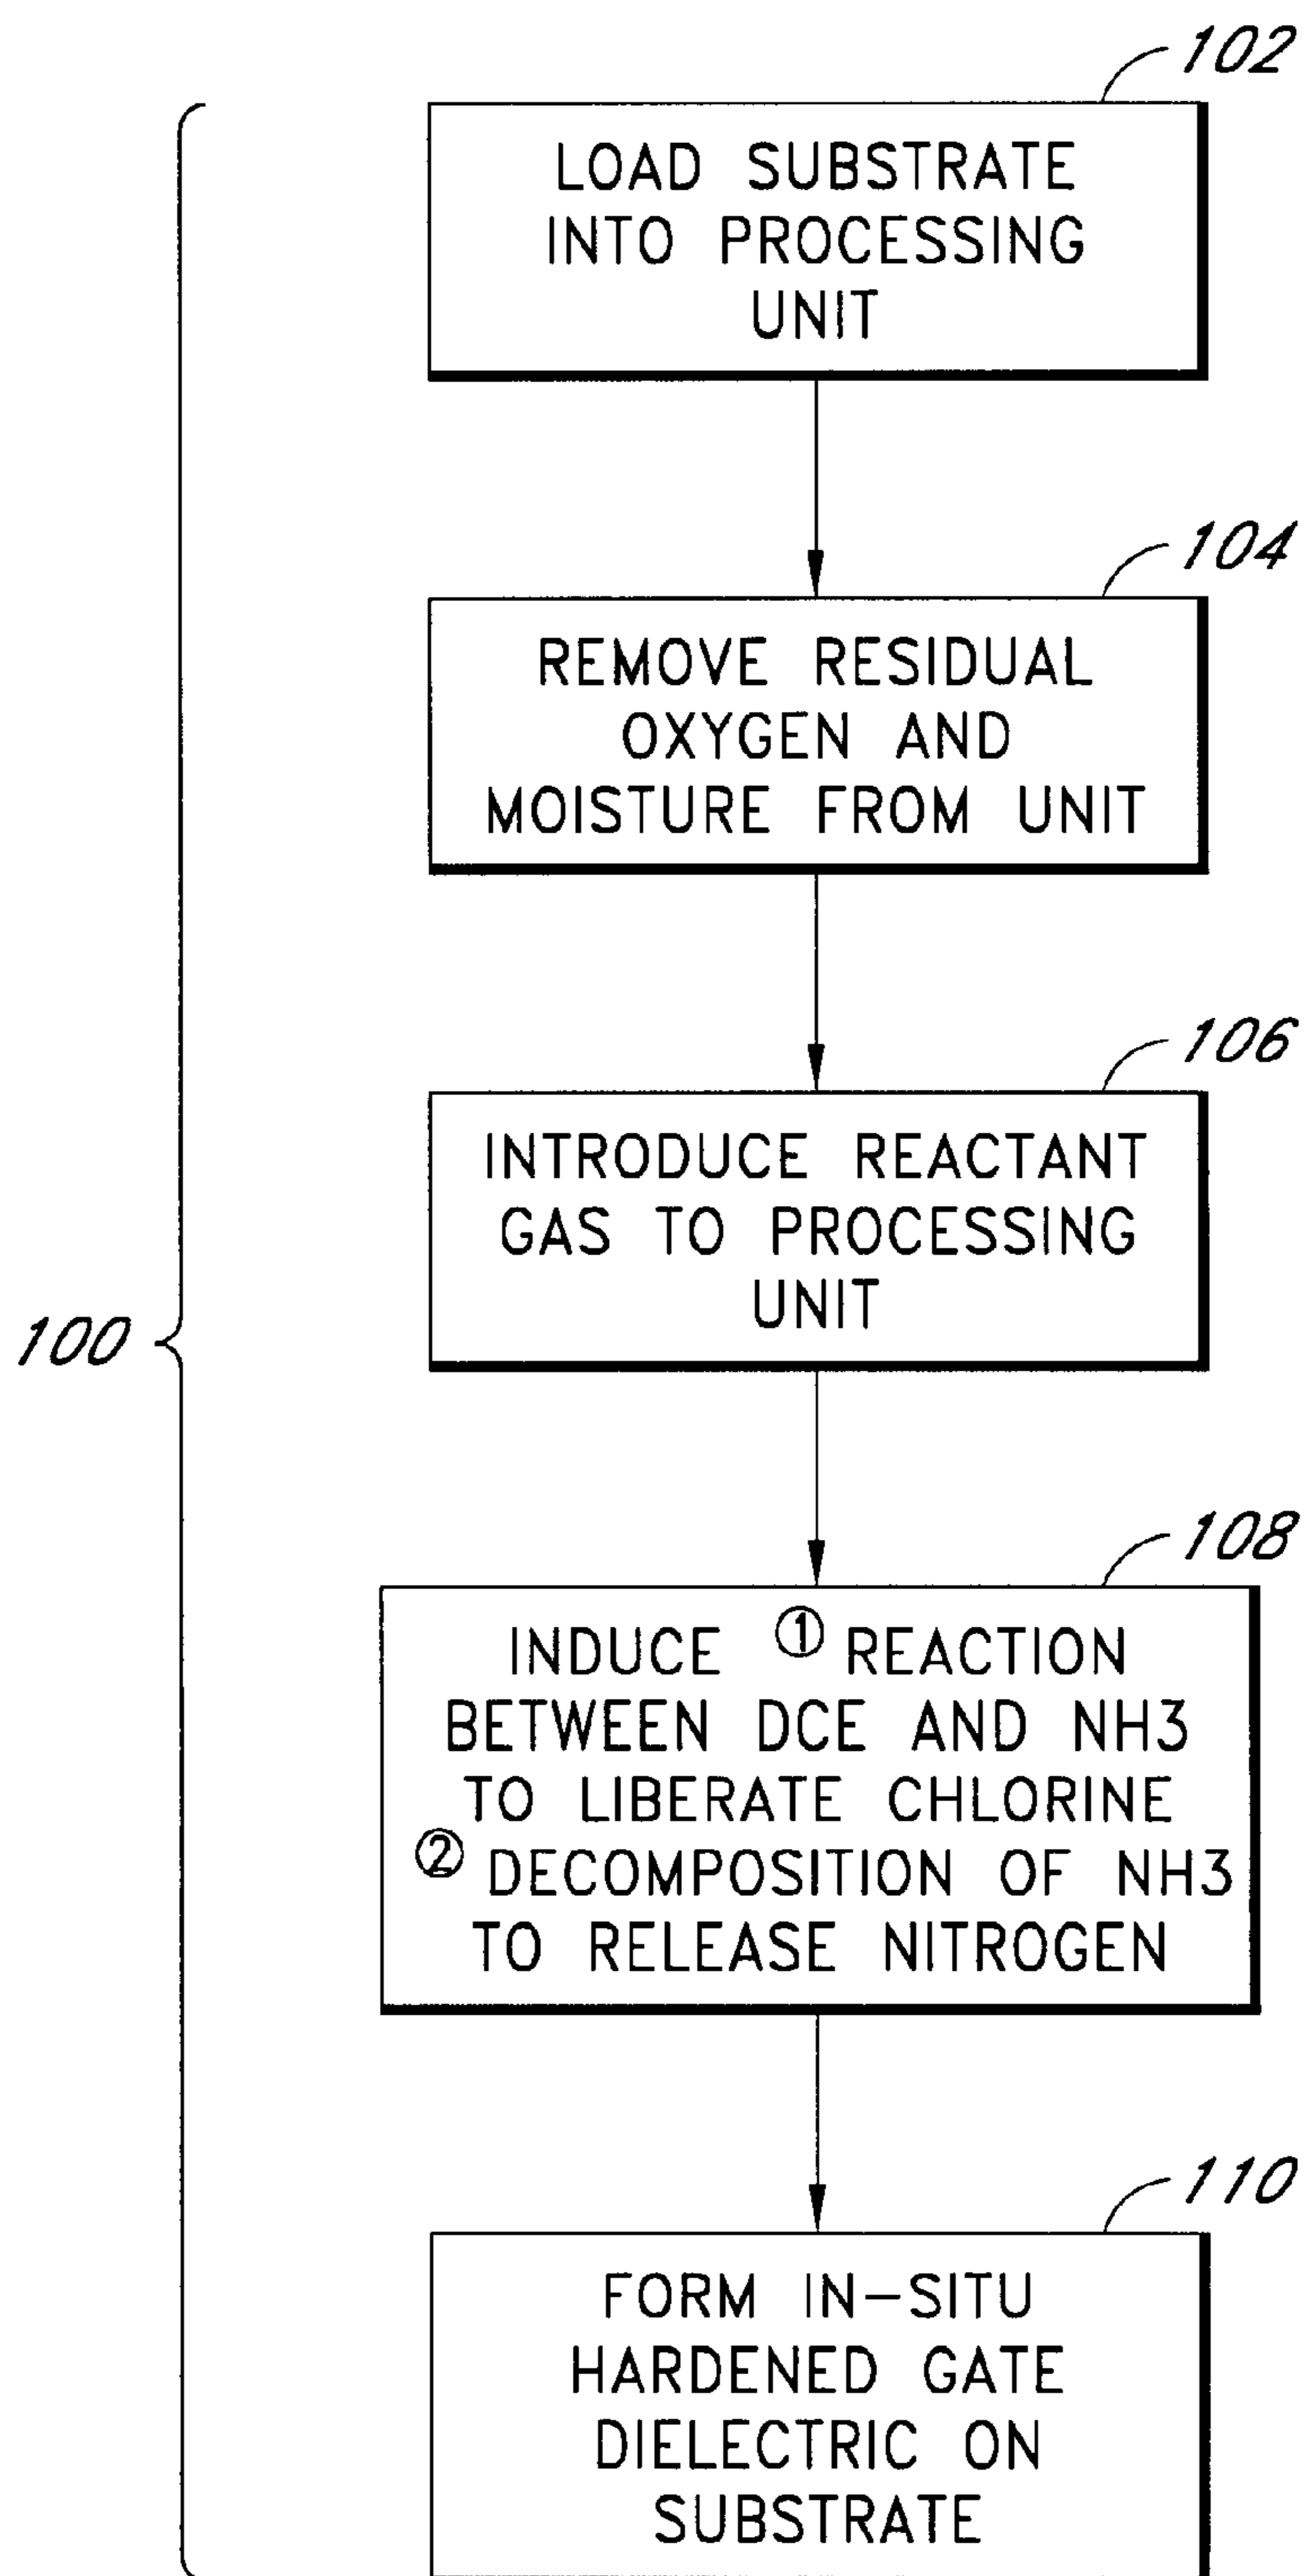 102
LOAD SUBSTRATE
INTO PROCESSING
UNIT
104
REMOVE RESIDUAL
OXYGEN AND
MOISTURE FROM UNIT
106
INTRODUCE REACTANT
GAS TO PROCESSING
UNIT
100
108
INDUCE ① REACTION
BETWEEN DCE AND NH3
TO LIBERATE CHLORINE
② DECOMPOSITION OF NH3
TO RELEASE NITROGEN
110
FORM IN-SITU
HARDENED GATE
DIELECTRIC ON
SUBSTRATE